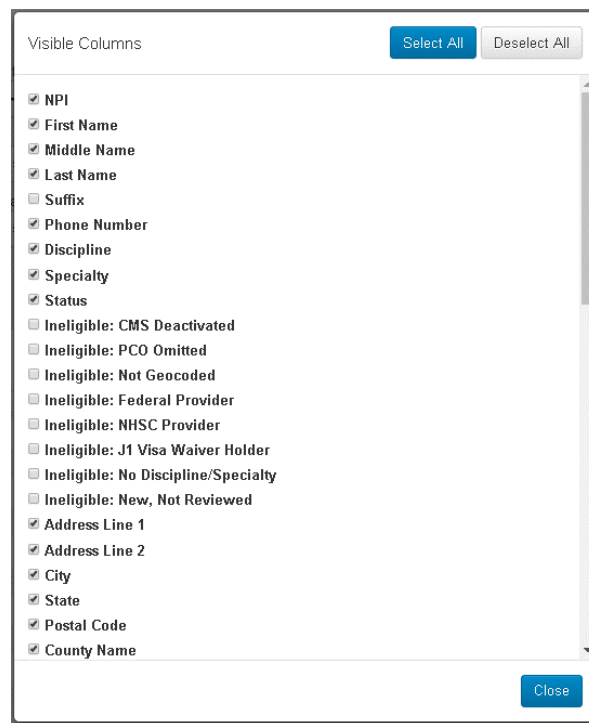 Visible Columns
Select All
Deselect All
NPI
First Name
Middle Name
Last Name
Suffix
Phone Number
Discipline
Specialty
Status
Ineligible: CMS Deactivated
Ineligible: PCO Omitted
Ineligible: Not Geocoded
Ineligible: Federal Provider
Ineligible: NHSC Provider
Ineligible: J1 Visa Waiver Holder
Ineligible: No Discipline/Specialty
Ineligible: New, Not Reviewed
Address Line 1
Address Line 2
City
State
Postal Code
County Name
Close